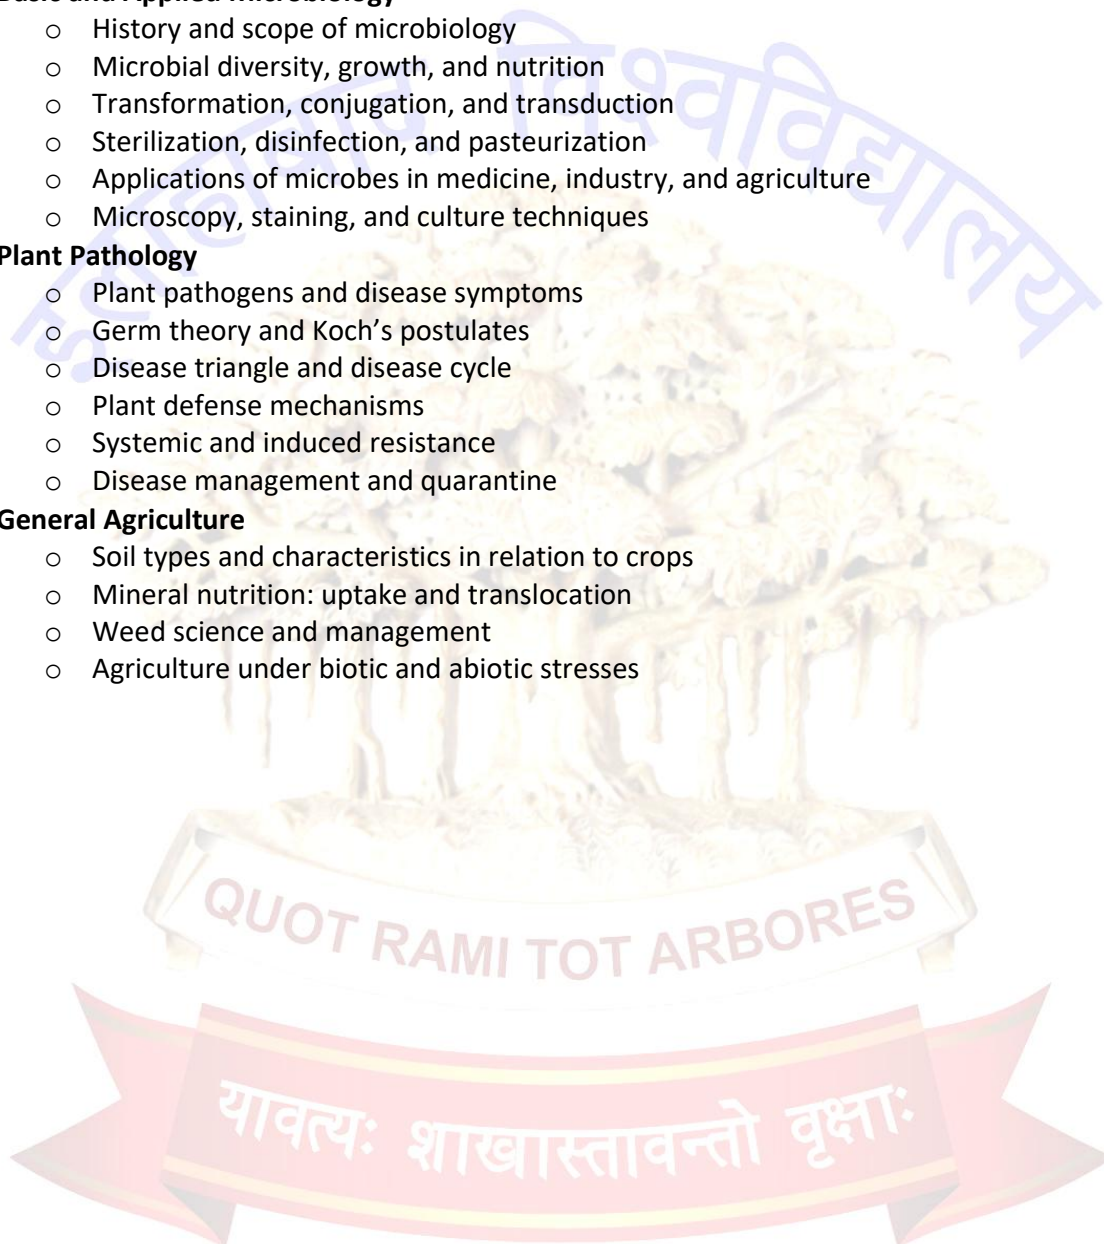 Basic and Applied Microbiology
o History and scope of microbiology
o Microbial diversity, growth, and nutrition
o Transformation, conjugation, and transduction
o Sterilization, disinfection, and pasteurization
o Applications of microbes in medicine, industry, and agriculture
o Microscopy, staining, and culture techniques
Plant Pathology
o Plant pathogens and disease symptoms
o Germ theory and Koch’s postulates
o Disease triangle and disease cycle
o Plant defense mechanisms
o Systemic and induced resistance
o Disease management and quarantine
General Agriculture
o Soil types and characteristics in relation to crops
o Mineral nutrition: uptake and translocation
o Weed science and management
o Agriculture under biotic and abiotic stresses
इलाहाबाद विश्वविद्यालय
QUOT RAMI TOT ARBORES
यावत्यः शाखास्तावन्तो वृक्षाः